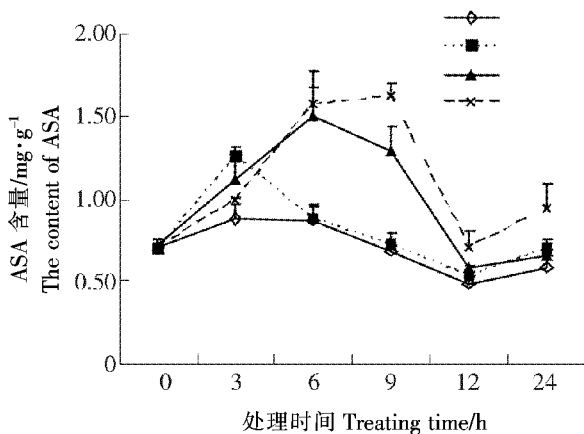 ASA 含量/mg·g⁻¹
The content of ASA
2.00
1.50
1.00
0.50
0
0 3 6 9 12 24
处理时间 Treating time/h